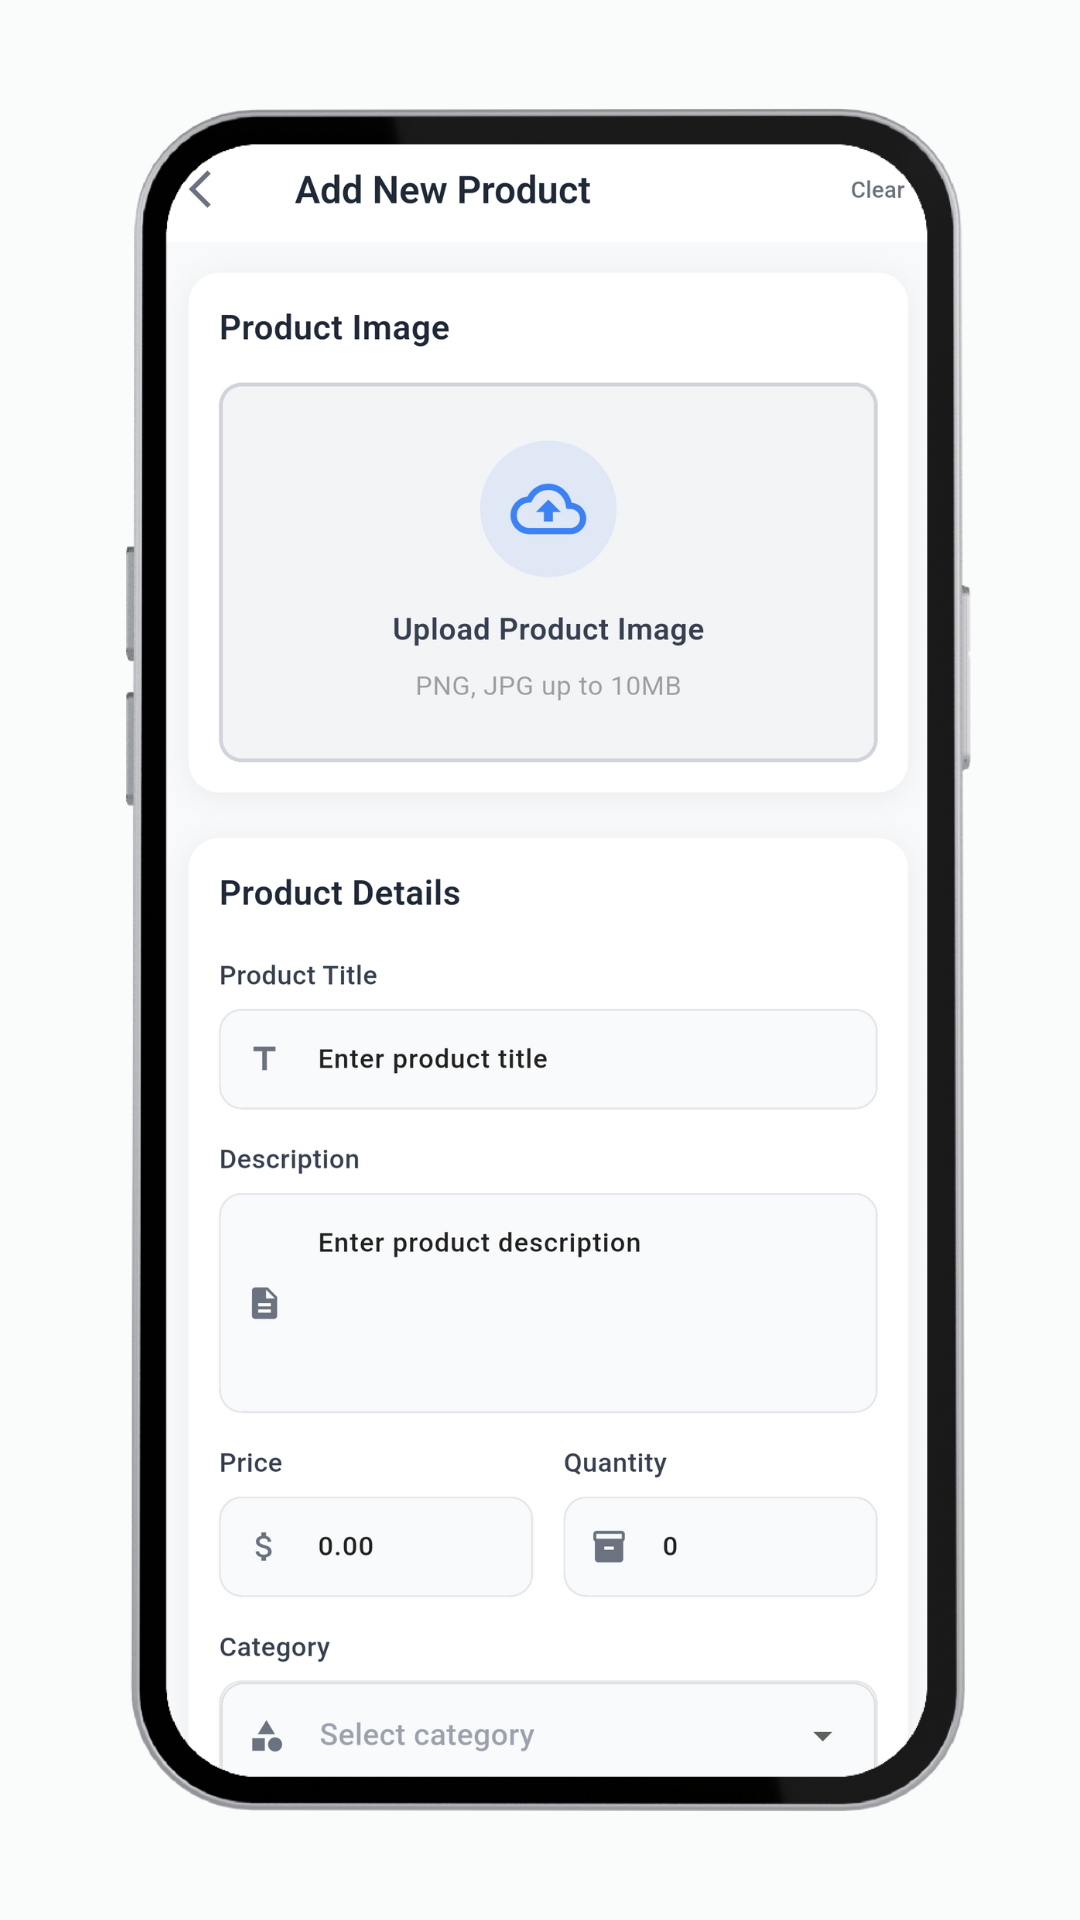 Add New Product
Clear
Product Image
Upload Product Image
PNG, JPG up to 10MB
Product Details
Product Title
T Enter product title
Description
Enter product description
Price
Quantity
$ 0.00
0
Category
Select category